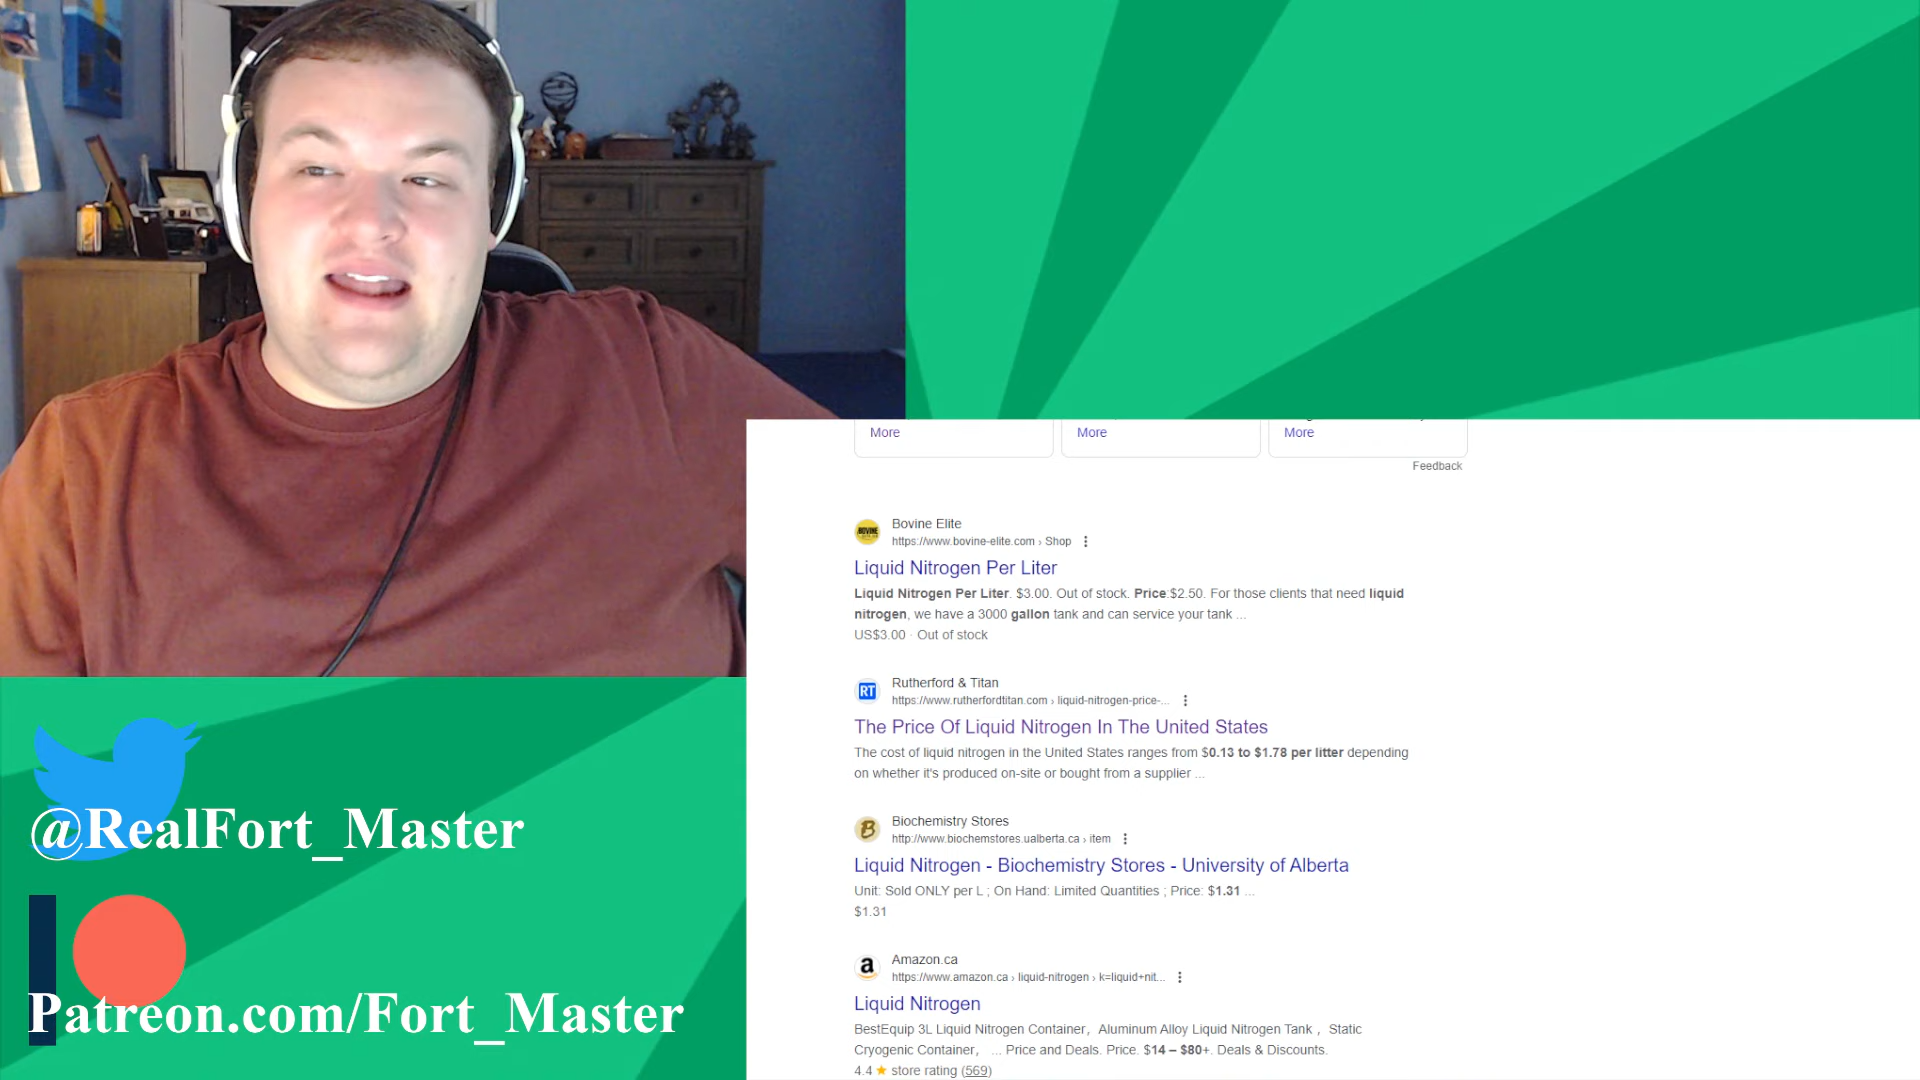 More
More
More
Feedback
BOVINE
Bovine Elite
https://www.bovine-elite.com › Shop
Liquid Nitrogen Per Liter
Liquid Nitrogen Per Liter. $3.00. Out of stock. Price:$2.50. For those clients that need liquid
nitrogen, we have a 3000 gallon tank and can service your tank ...
US$3.00 · Out of stock
RT
Rutherford & Titan
https://www.rutherfordtitan.com › liquid-nitrogen-price-...
The Price Of Liquid Nitrogen In The United States
The cost of liquid nitrogen in the United States ranges from $0.13 to $1.78 per litter depending
on whether it's produced on-site or bought from a supplier ...
B
Biochemistry Stores
http://www.biochemstores.ualberta.ca › item
Liquid Nitrogen - Biochemistry Stores - University of Alberta
Unit: Sold ONLY per L ; On Hand: Limited Quantities ; Price: $1.31 ...
$1.31
a
Amazon.ca
https://www.amazon.ca › liquid-nitrogen › k=liquid+nit...
Liquid Nitrogen
BestEquip 3L Liquid Nitrogen Container, Aluminum Alloy Liquid Nitrogen Tank , Static
Cryogenic Container, ... Price and Deals. Price. $14 – $80+. Deals & Discounts.
4.4 ★ store rating (569)
@RealFort_Master
Patreon.com/Fort_Master